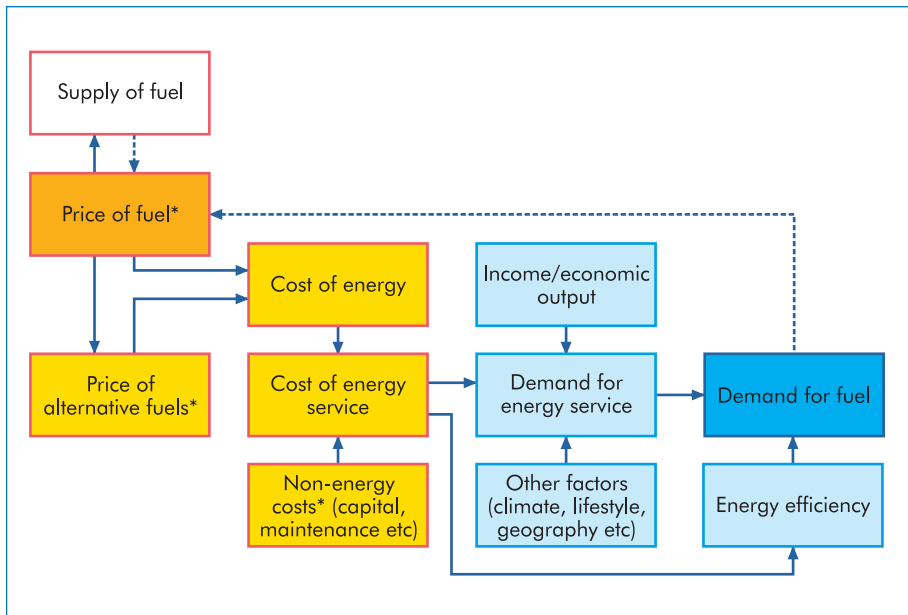 Supply of fuel
Price of fuel*
Cost of energy
Income/economic
output
Price of
alternative fuels*
Cost of energy
service
Demand for
energy service
Demand for fuel
Non-energy
costs* (capital,
maintenance etc)
Other factors
(climate, lifestyle,
geography etc)
Energy efficiency